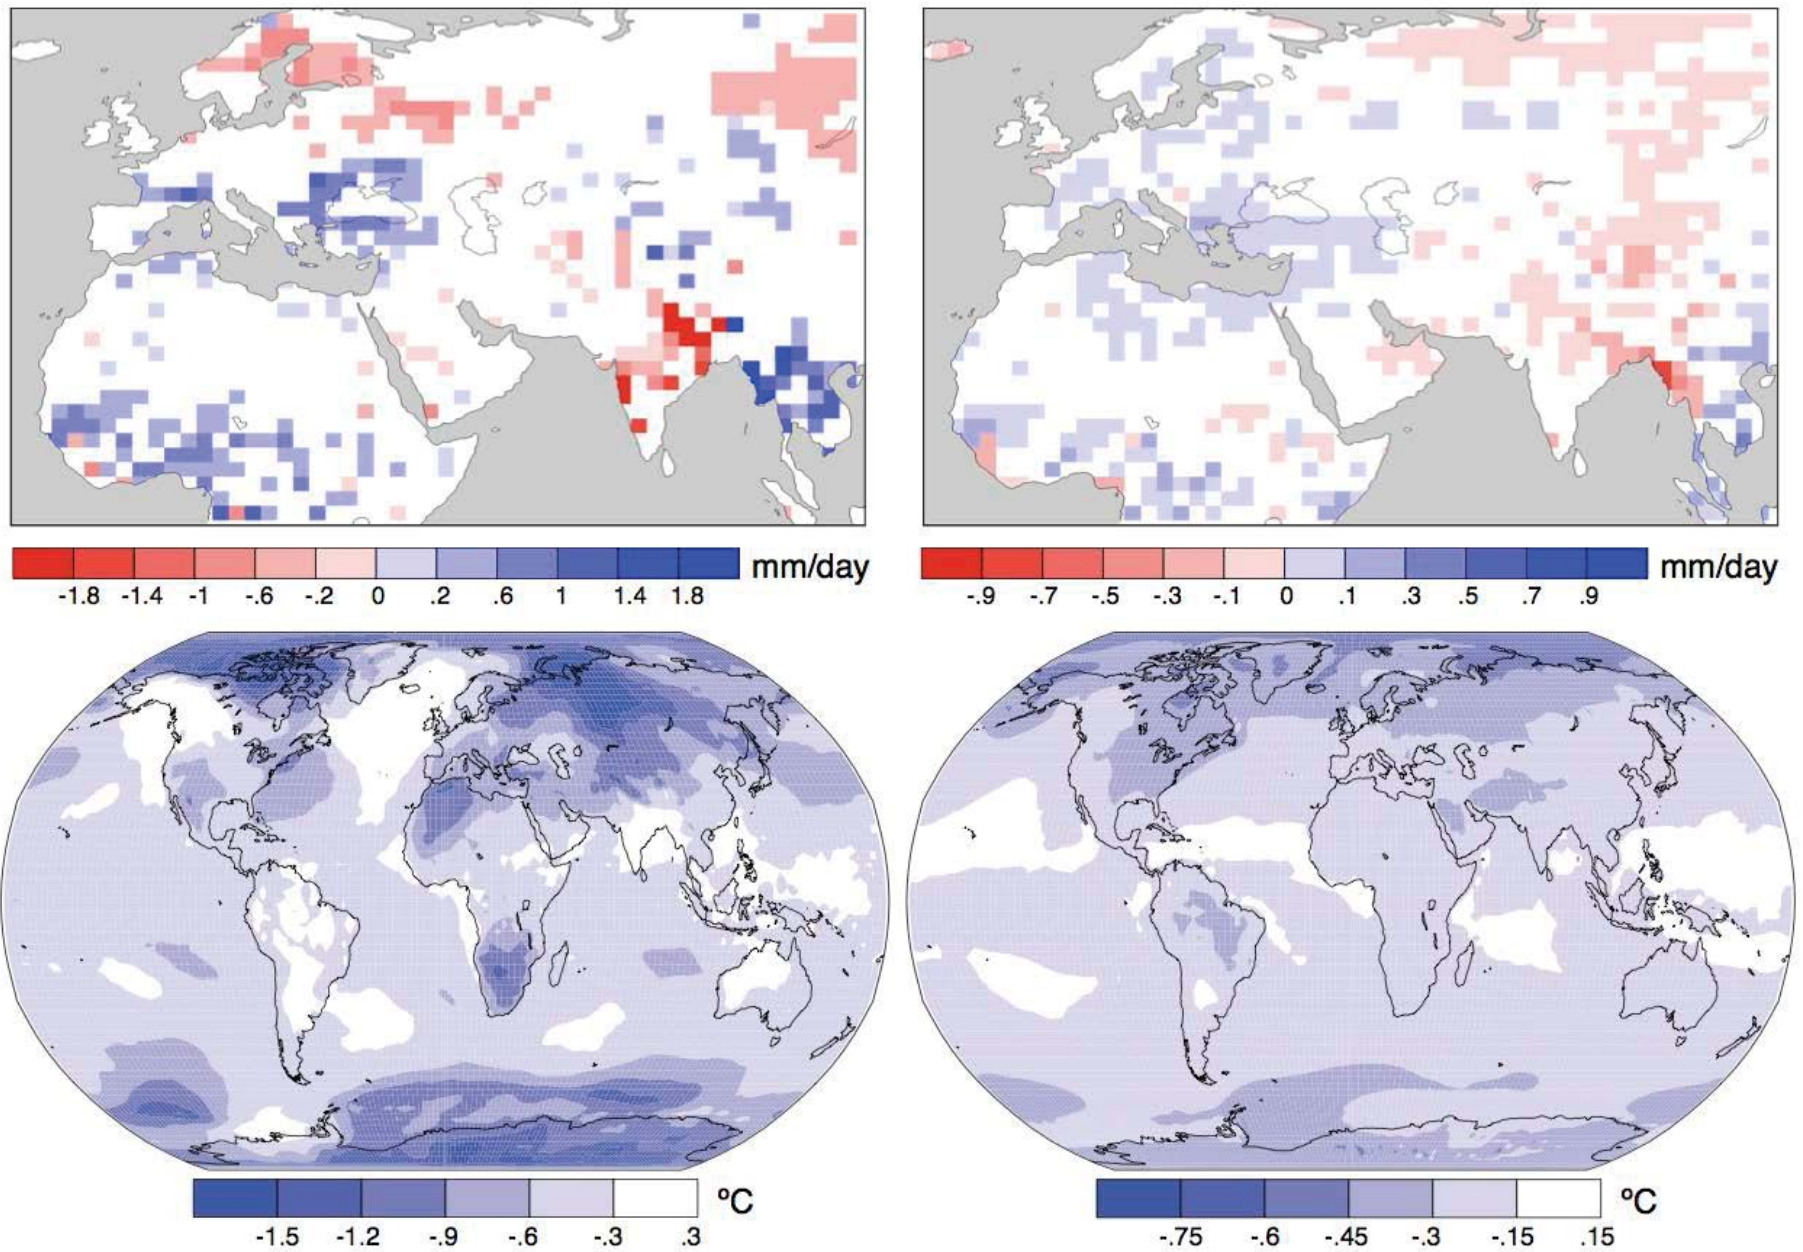 -1.8 -1.4 -1 -.6 -.2 0 .2 .6 1 1.4 1.8 mm/day
-.9 -.7 -.5 -.3 -.1 0 .1 .3 .5 .7 .9 mm/day
-1.5 -1.2 -.9 -.6 -.3 .3 ºC
-.75 -.6 -.45 -.3 -.15 .15 ºC